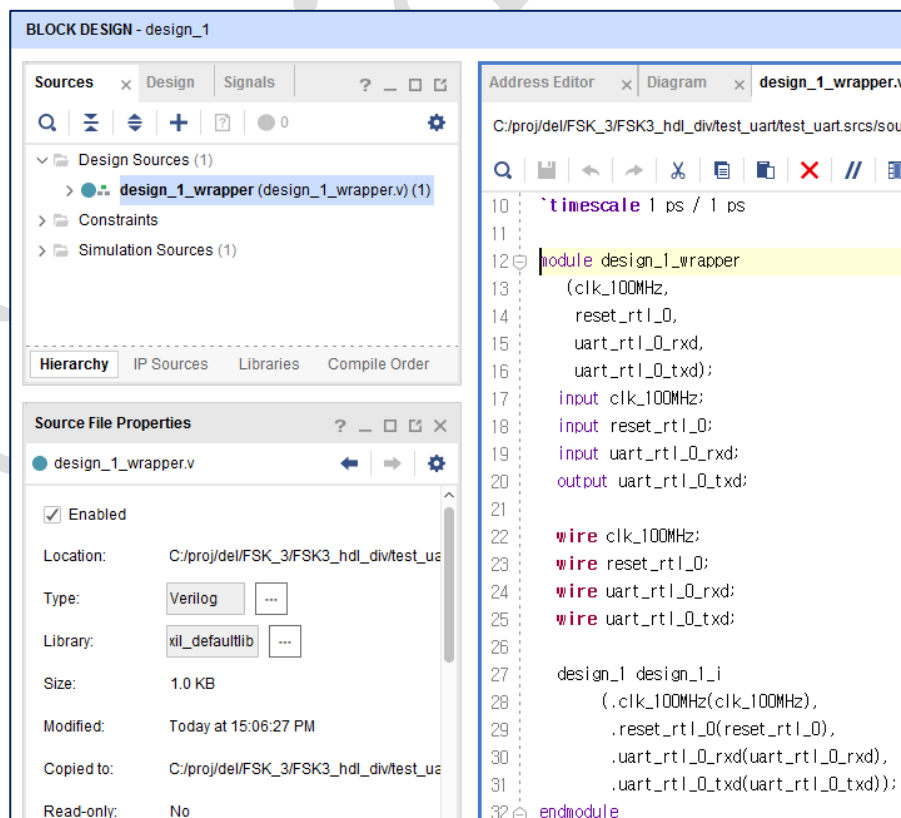 BLOCK DESIGN - design_1
Sources
Design
Signals
0
Design Sources (1)
design_1_wrapper (design_1_wrapper.v) (1)
Constraints
Simulation Sources (1)
Hierarchy
IP Sources
Libraries
Compile Order
Source File Properties
design_1_wrapper.v
Enabled
Location: C:/proj/del/FSK_3/FSK3_hdl_div/test_ua
Type: Verilog
Library: xil_defaultlib
Size: 1.0 KB
Modified: Today at 15:06:27 PM
Copied to: C:/proj/del/FSK_3/FSK3_hdl_div/test_ua
Read-only: No
Address Editor
Diagram
design_1_wrapper.v
C:/proj/del/FSK_3/FSK3_hdl_div/test_uart/test_uart.srcs/sou
10 `timescale 1 ps / 1 ps
11
12 module design_1_wrapper
13 (clk_100MHz,
14 reset_rtl_0,
15 uart_rtl_0_rxd,
16 uart_rtl_0_txd);
17 input clk_100MHz;
18 input reset_rtl_0;
19 input uart_rtl_0_rxd;
20 output uart_rtl_0_txd;
21
22 wire clk_100MHz;
23 wire reset_rtl_0;
24 wire uart_rtl_0_rxd;
25 wire uart_rtl_0_txd;
26
27 design_1 design_1_i
28 (.clk_100MHz(clk_100MHz),
29 .reset_rtl_0(reset_rtl_0),
30 .uart_rtl_0_rxd(uart_rtl_0_rxd),
31 .uart_rtl_0_txd(uart_rtl_0_txd));
32 endmodule